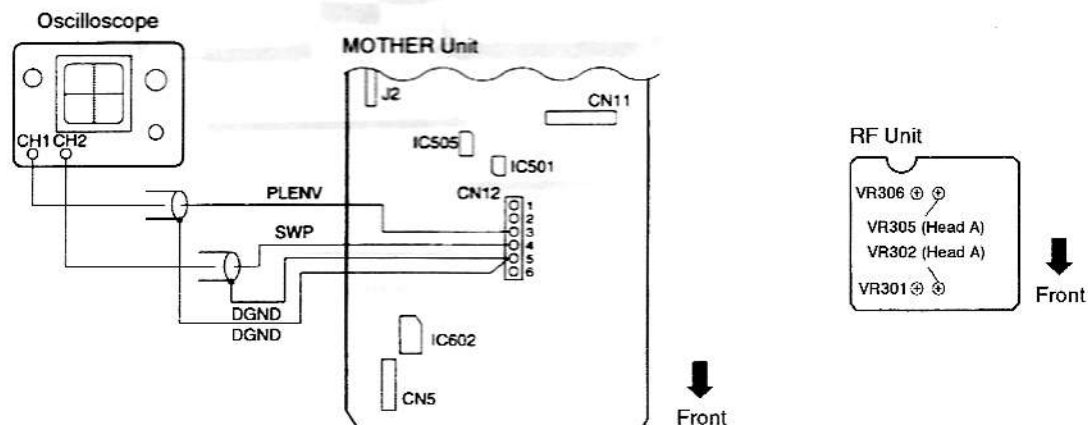 Oscilloscope
CH1 CH2
MOTHER Unit
J2
CN11
IC505
IC501
CN12
1
2
3
4
5
6
PLENV
SWP
DGND
DGND
IC602
CN5
Front
RF Unit
VR306
VR305 (Head A)
VR302 (Head A)
VR301
Front